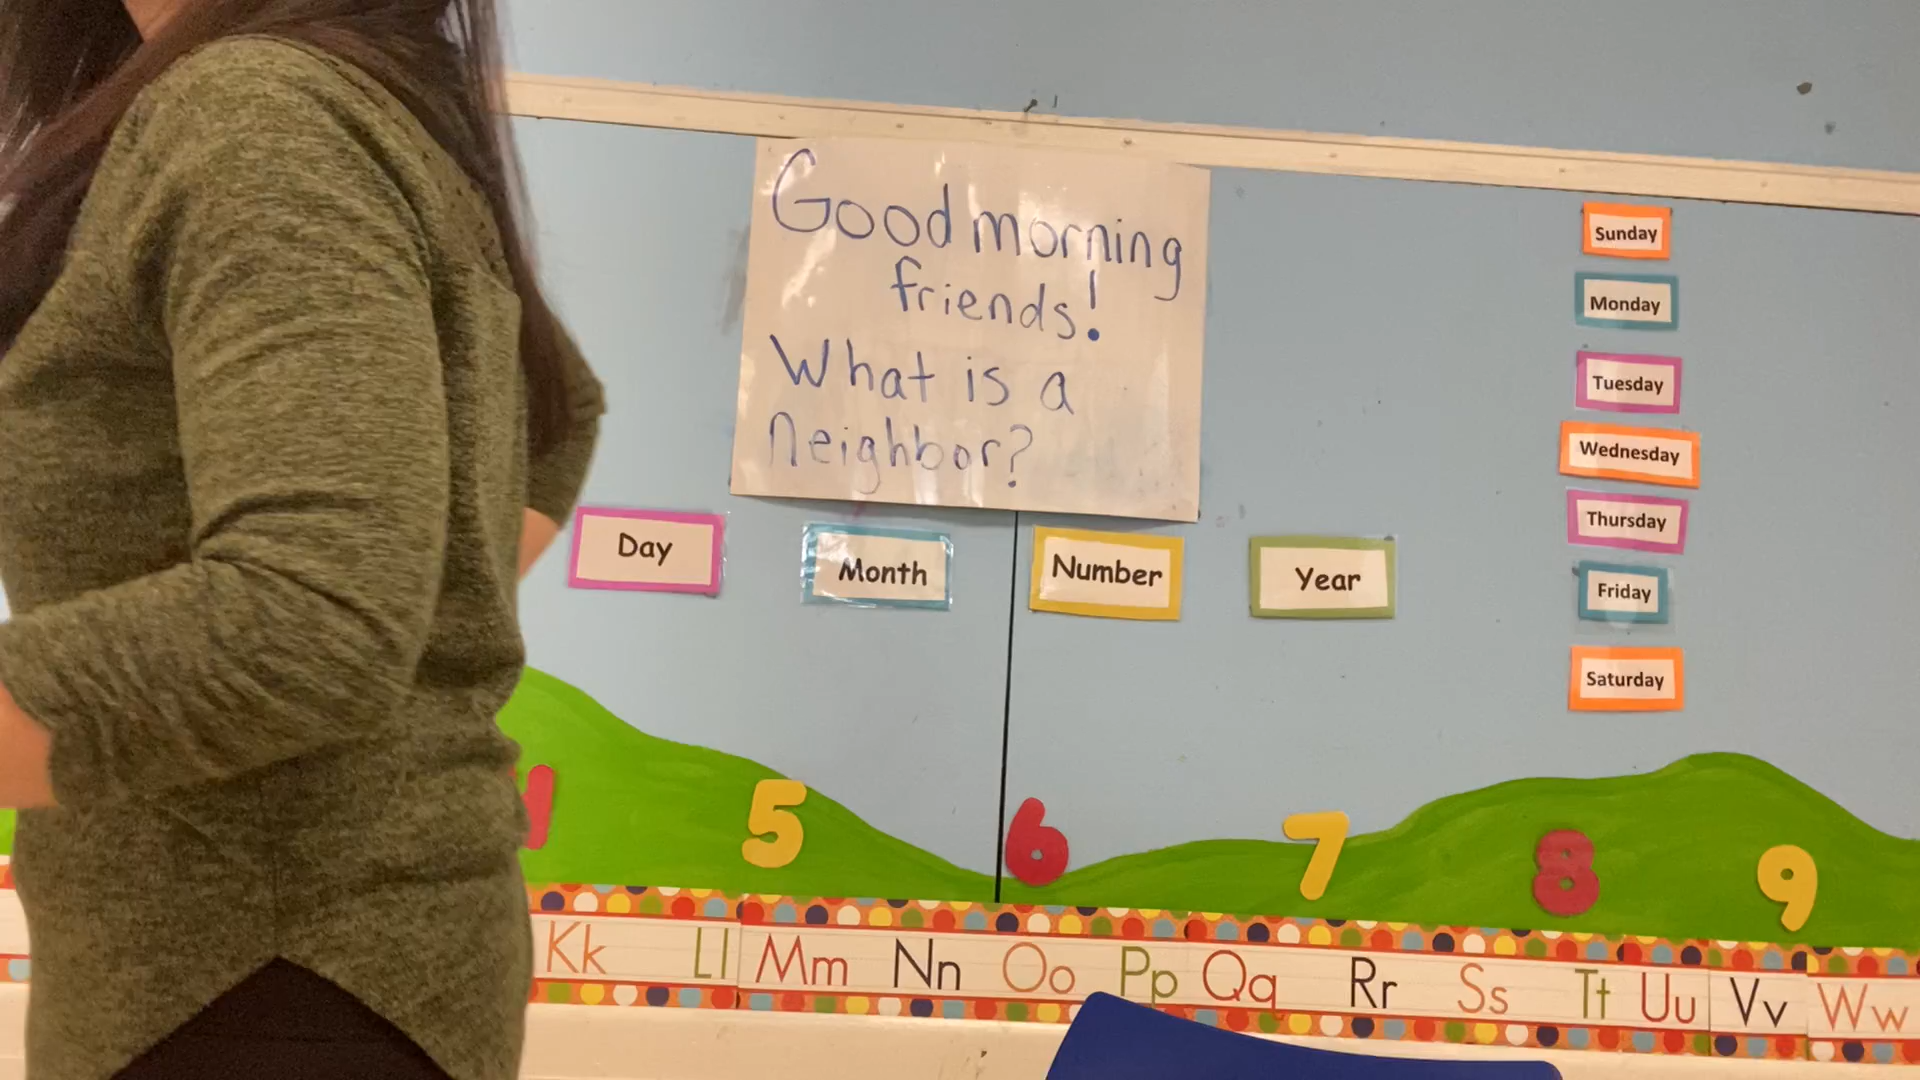 Good morning
friends!
What is a
neighbor?
Day
Month
Number
Year
Sunday
Monday
Tuesday
Wednesday
Thursday
Friday
Saturday
5
6
7
8
9
Kk Ll Mm Nn Oo Pp Qq Rr Ss Tt Uu Vv Ww